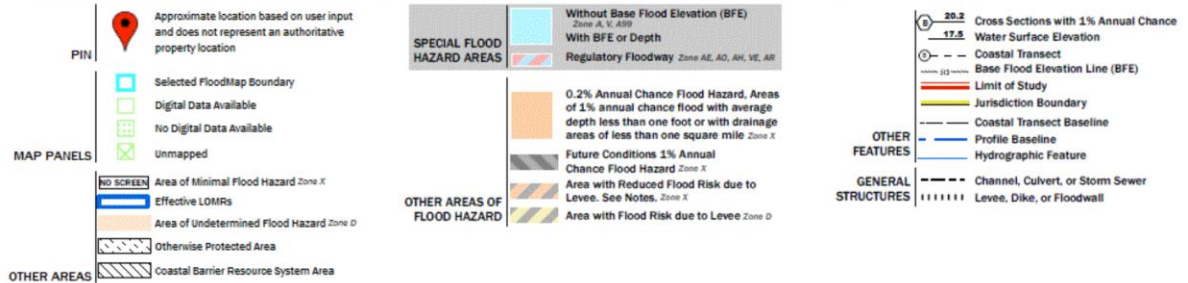 PIN
Approximate location based on user input
and does not represent an authoritative
property location
MAP PANELS
Selected FloodMap Boundary
Digital Data Available
No Digital Data Available
Unmapped
OTHER AREAS
NO SCREEN Area of Minimal Flood Hazard Zone X
Effective LOMRs
Area of Undetermined Flood Hazard Zone D
Otherwise Protected Area
Coastal Barrier Resource System Area
SPECIAL FLOOD
HAZARD AREAS
Without Base Flood Elevation (BFE)
Zone A, V, A99
With BFE or Depth
Regulatory Floodway Zone AE, AO, AH, VE, AR
OTHER AREAS OF
FLOOD HAZARD
0.2% Annual Chance Flood Hazard, Areas
of 1% annual chance flood with average
depth less than one foot or with drainage
areas of less than one square mile Zone X
Future Conditions 1% Annual
Chance Flood Hazard Zone X
Area with Reduced Flood Risk due to
Levee. See Notes. Zone X
Area with Flood Risk due to Levee Zone D
OTHER
FEATURES
B 20.2 Cross Sections with 1% Annual Chance
17.5 Water Surface Elevation
Coastal Transect
Base Flood Elevation Line (BFE)
Limit of Study
Jurisdiction Boundary
Coastal Transect Baseline
Profile Baseline
Hydrographic Feature
GENERAL
STRUCTURES
Channel, Culvert, or Storm Sewer
Levee, Dike, or Floodwall